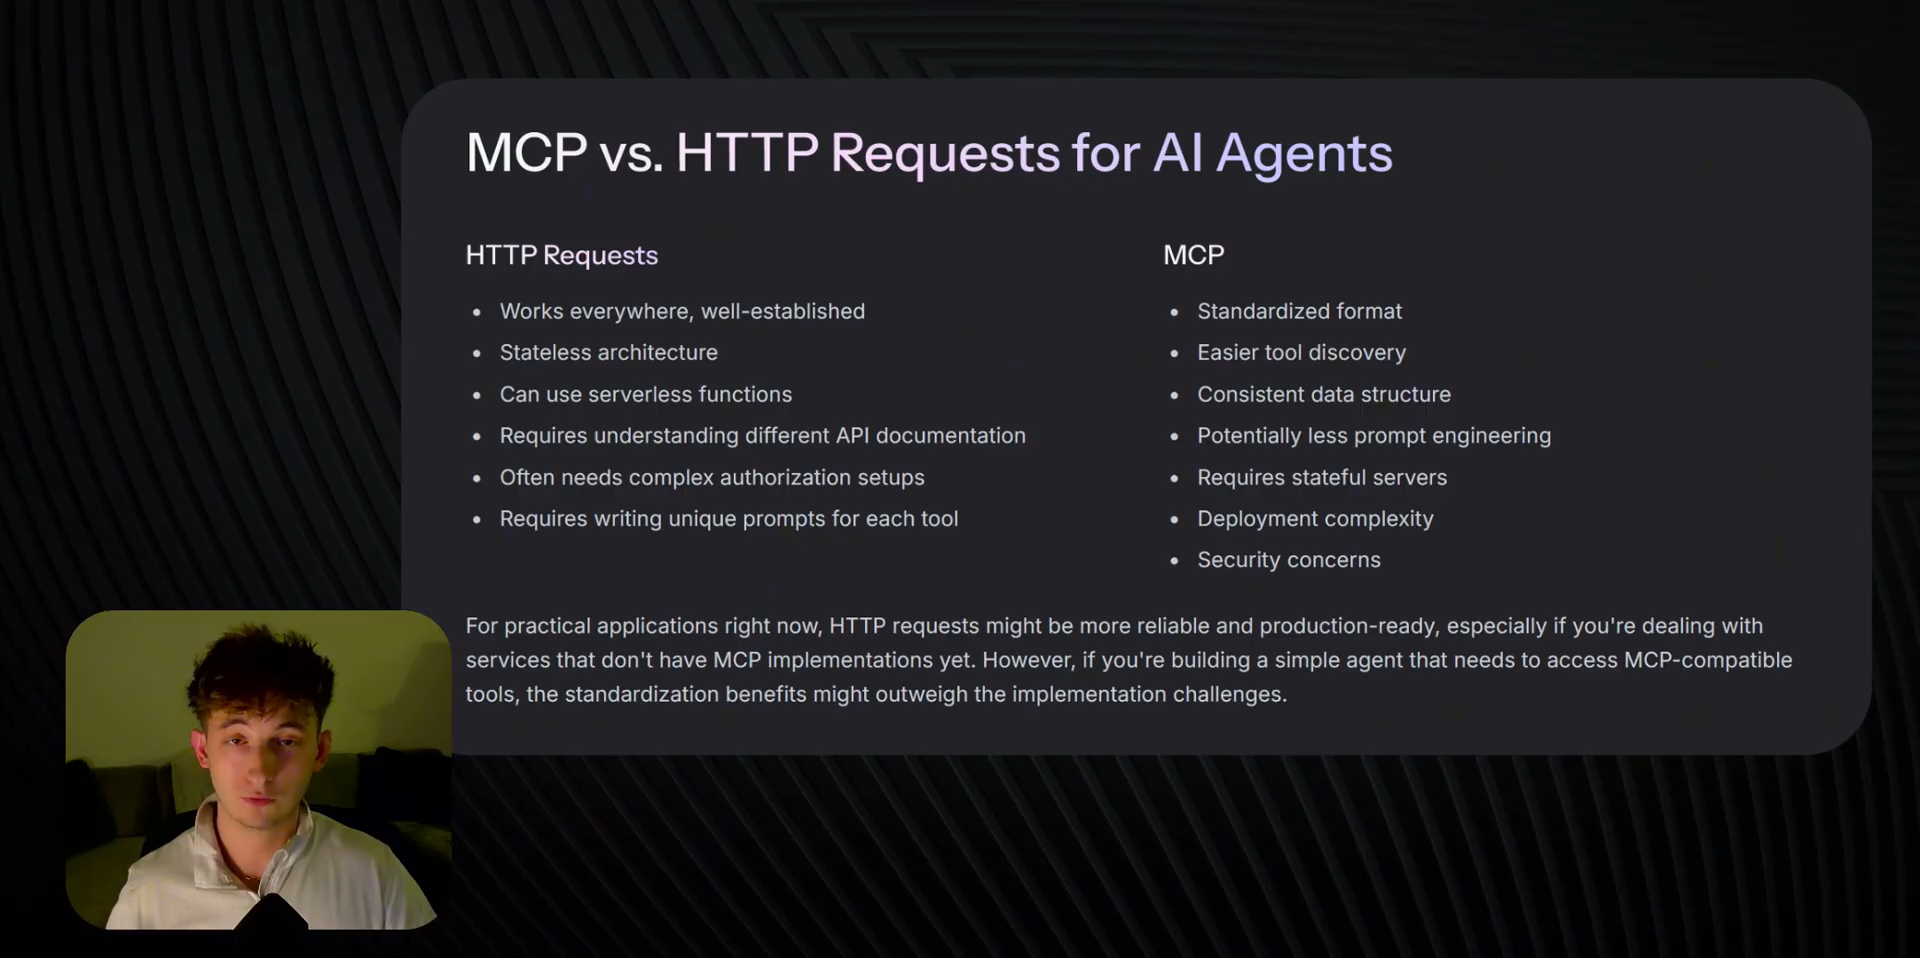 MCP vs. HTTP Requests for AI Agents
HTTP Requests
Works everywhere, well-established
Stateless architecture
Can use serverless functions
Requires understanding different API documentation
Often needs complex authorization setups
Requires writing unique prompts for each tool
MCP
Standardized format
Easier tool discovery
Consistent data structure
Potentially less prompt engineering
Requires stateful servers
Deployment complexity
Security concerns
For practical applications right now, HTTP requests might be more reliable and production-ready, especially if you're dealing with
services that don't have MCP implementations yet. However, if you're building a simple agent that needs to access MCP-compatible
tools, the standardization benefits might outweigh the implementation challenges.